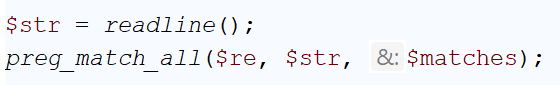 $str = readline();
preg_match_all($re, $str, &:$matches);